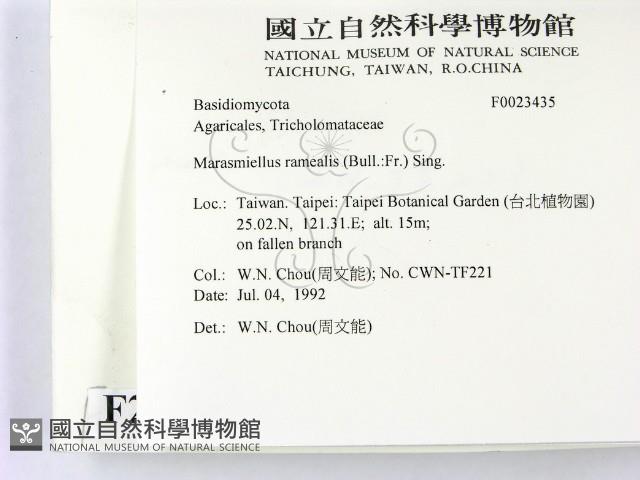 國立自然科學博物館
NATIONAL MUSEUM OF NATURAL SCIENCE
TAICHUNG, TAIWAN, R.O.CHINA
Basidiomycota F0023435
Agaricales, Tricholomataceae
Marasmiellus ramealis (Bull.:Fr.) Sing.
Loc.: Taiwan. Taipei: Taipei Botanical Garden (台北植物園)
25.02.N, 121.31.E; alt. 15m;
on fallen branch
Col.: W.N. Chou(周文能); No. CWN-TF221
Date: Jul. 04, 1992
Det.: W.N. Chou(周文能)
國立自然科學博物館
NATIONAL MUSEUM OF NATURAL SCIENCE